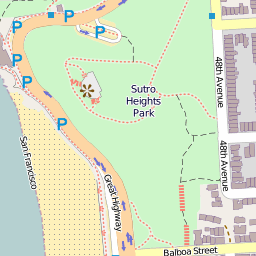 P
P
P
P
P
Sutro
Heights
Park
48th Avenue
48th Avenue
San Francisco
Great Highway
Balboa Street